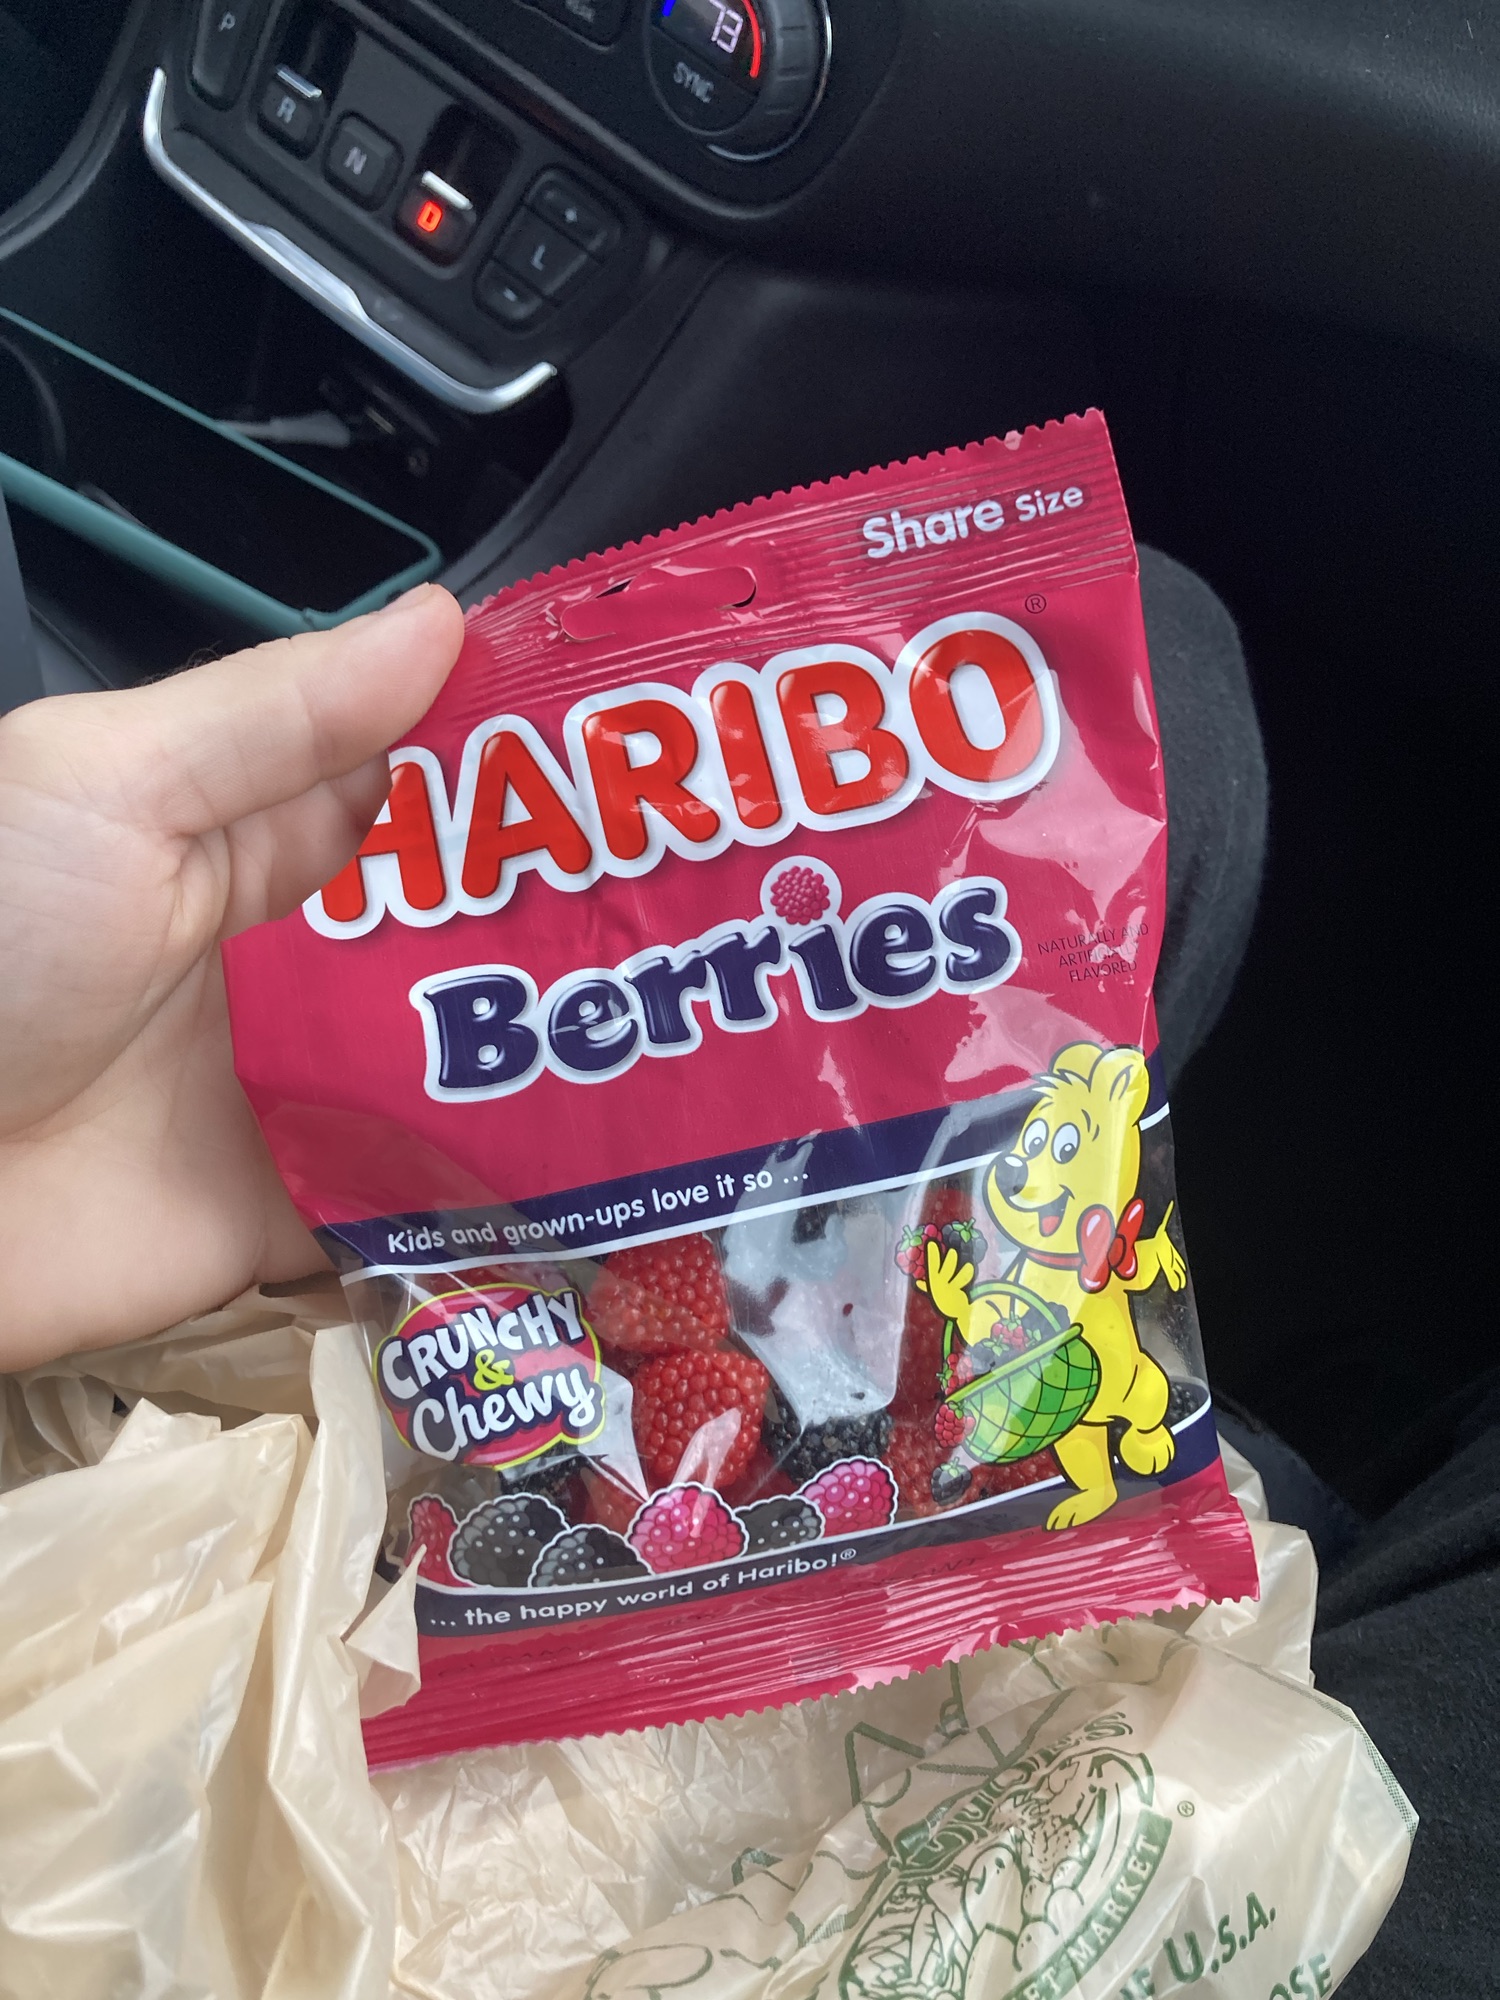 P
R
N
D
+
L
-
73
SYNC
Share Size
HARIBO
®
Berries
NATURALLY AND
ARTIFICIALLY
FLAVORED
Kids and grown-ups love it so ...
CRUNCHY
&
Chewy
... the happy world of Haribo!®
®
MARKET
U.S.A.